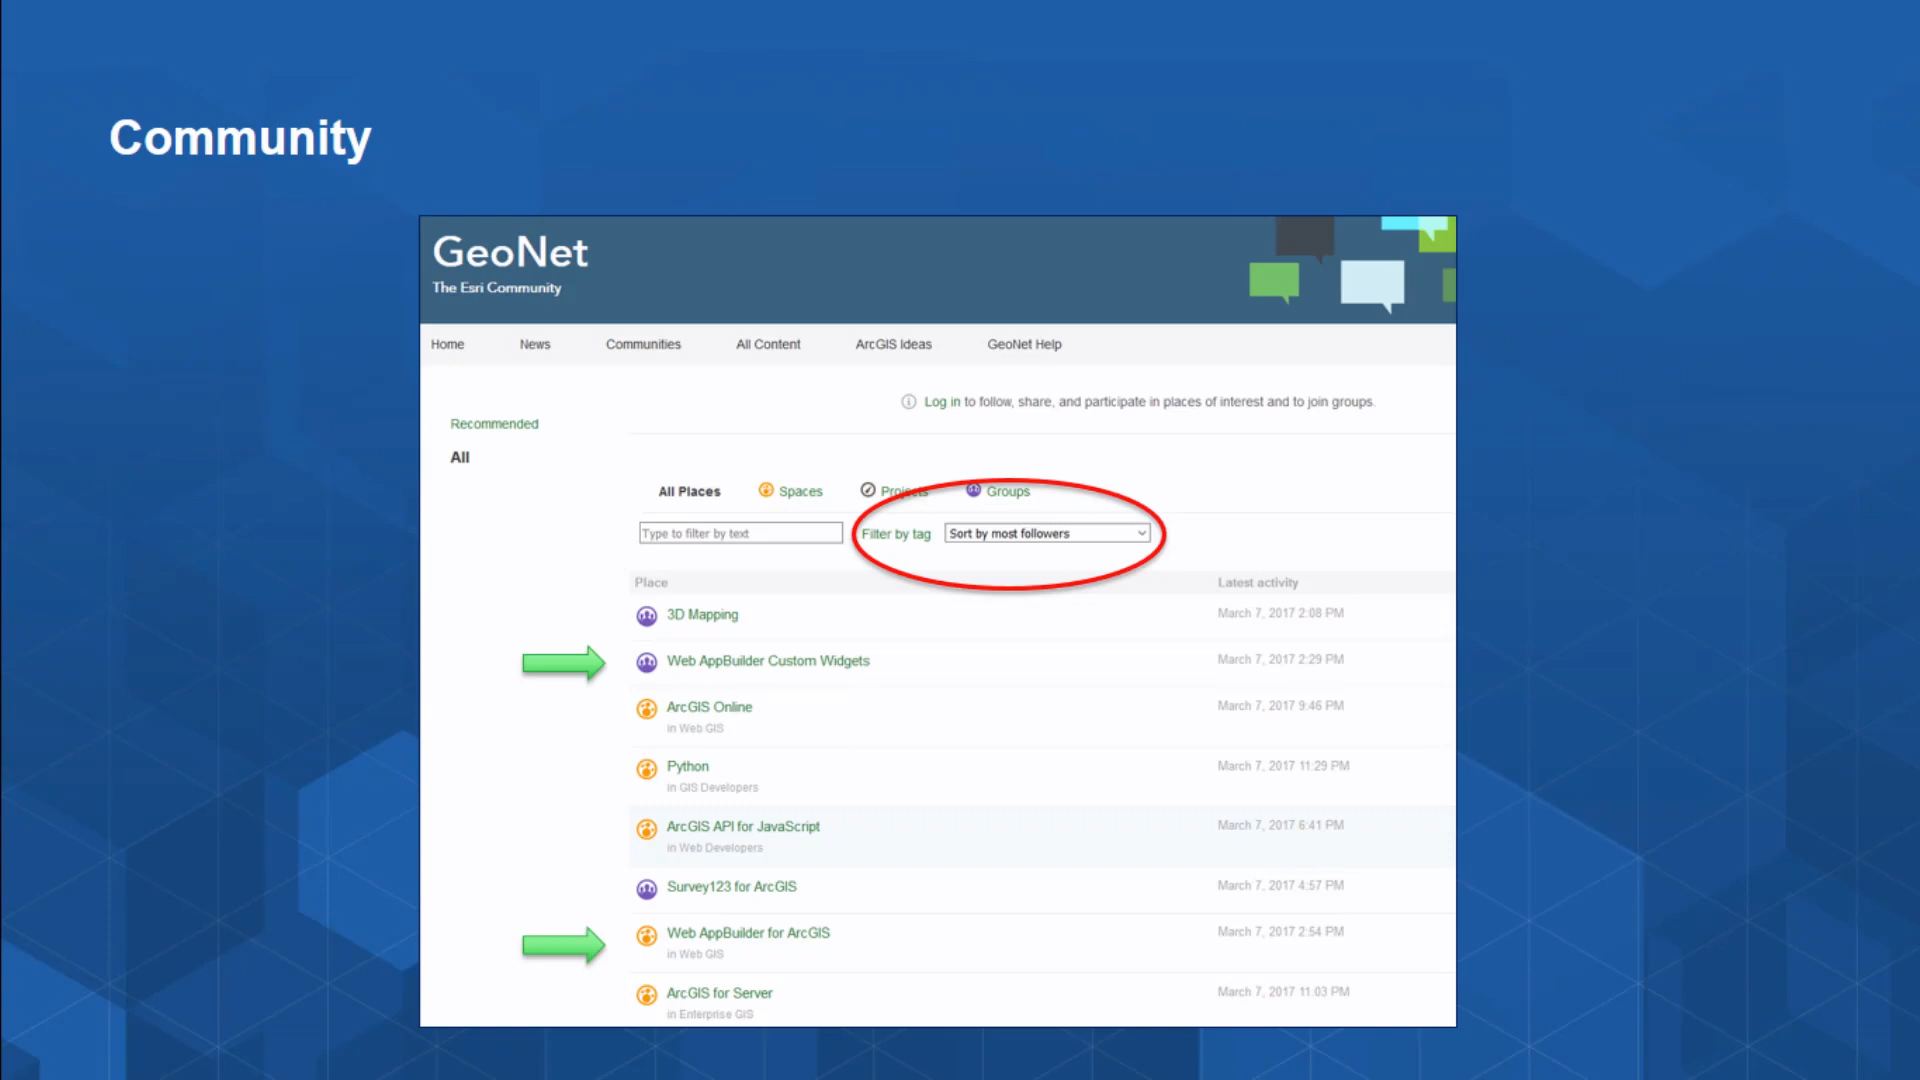 Community
GeoNet
The Esri Community
Home News Communities All Content ArcGIS Ideas GeoNet Help
Log in to follow, share, and participate in places of interest and to join groups.
Recommended
All
All Places Spaces Projects Groups
Type to filter by text Filter by tag Sort by most followers
Place Latest activity
3D Mapping March 7, 2017 2:08 PM
Web AppBuilder Custom Widgets March 7, 2017 2:29 PM
ArcGIS Online March 7, 2017 9:46 PM
in Web GIS
Python March 7, 2017 11:29 PM
in GIS Developers
ArcGIS API for JavaScript March 7, 2017 6:41 PM
in Web Developers
Survey123 for ArcGIS March 7, 2017 4:57 PM
Web AppBuilder for ArcGIS March 7, 2017 2:54 PM
in Web GIS
ArcGIS for Server March 7, 2017 11:03 PM
in Enterprise GIS